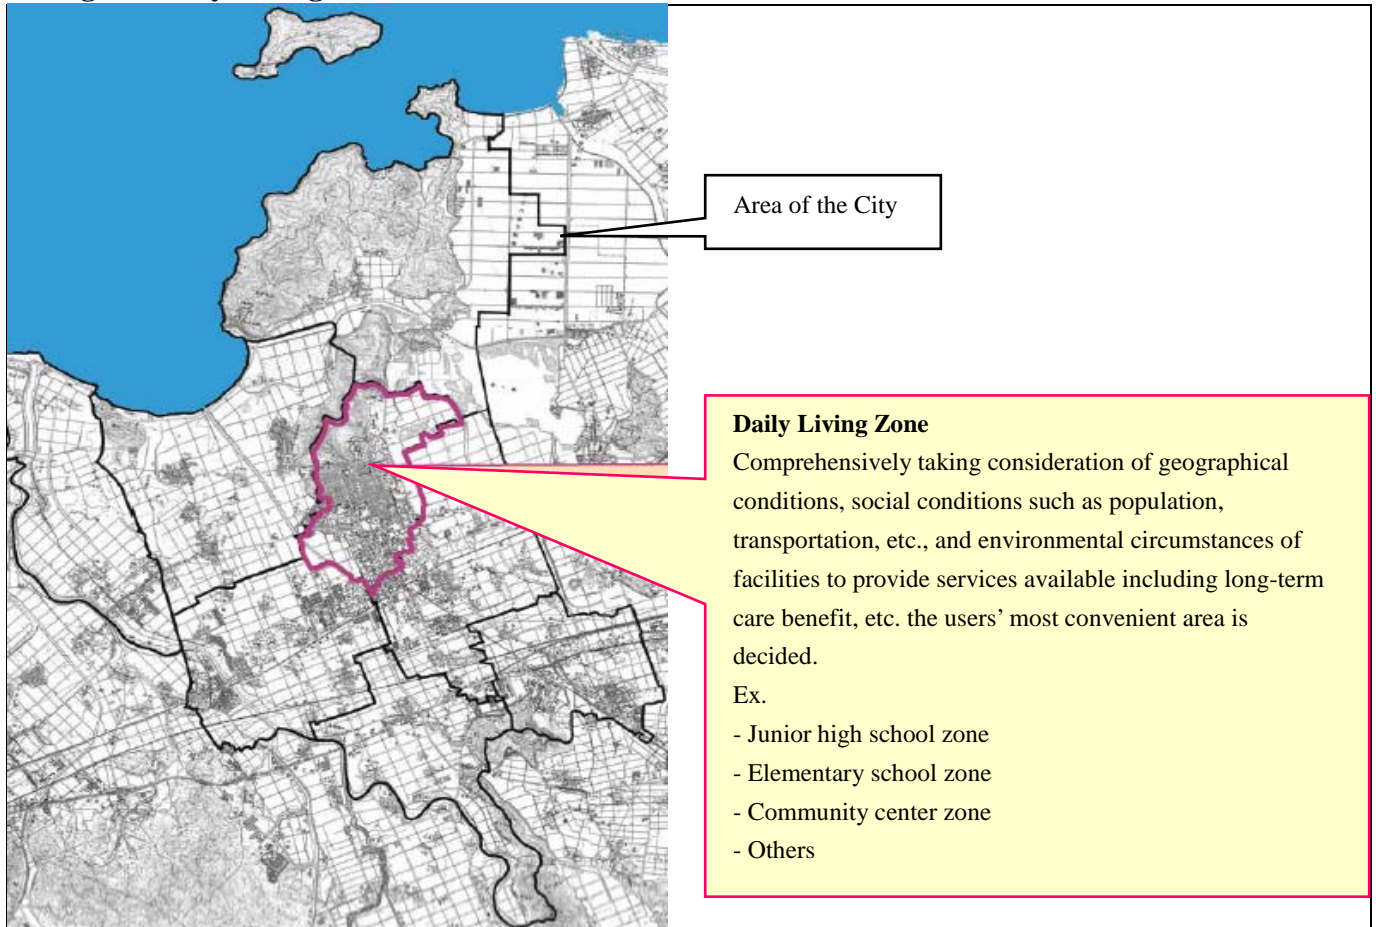 Area of the City
Daily Living Zone
Comprehensively taking consideration of geographical
conditions, social conditions such as population,
transportation, etc., and environmental circumstances of
facilities to provide services available including long-term
care benefit, etc. the users’ most convenient area is
decided.
Ex.
- Junior high school zone
- Elementary school zone
- Community center zone
- Others